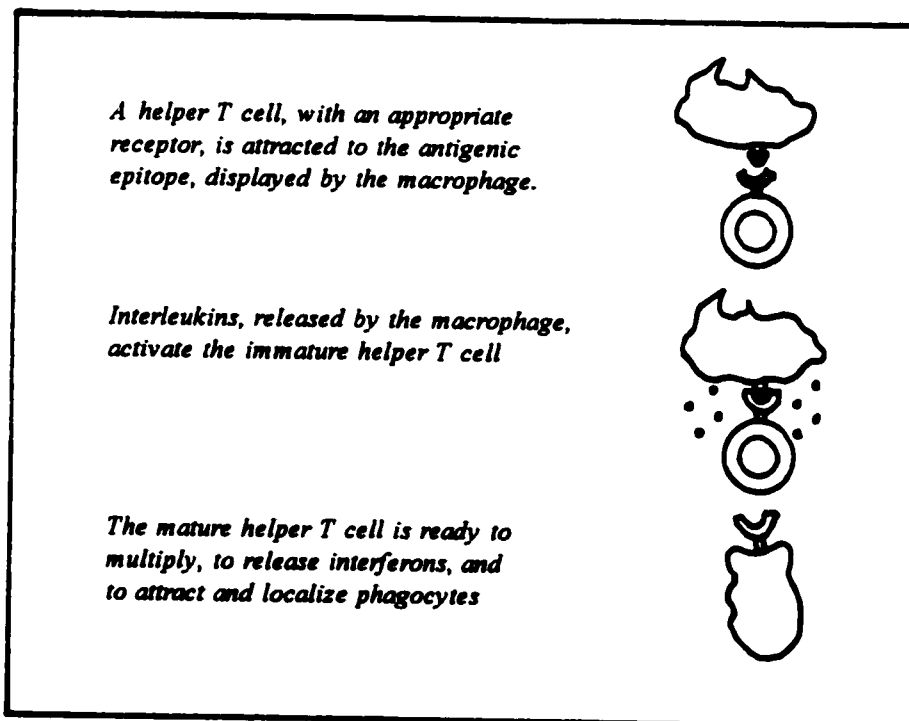 A helper T cell, with an appropriate
receptor, is attracted to the antigenic
epitope, displayed by the macrophage.
Interleukins, released by the macrophage,
activate the immature helper T cell
The mature helper T cell is ready to
multiply, to release interferons, and
to attract and localize phagocytes